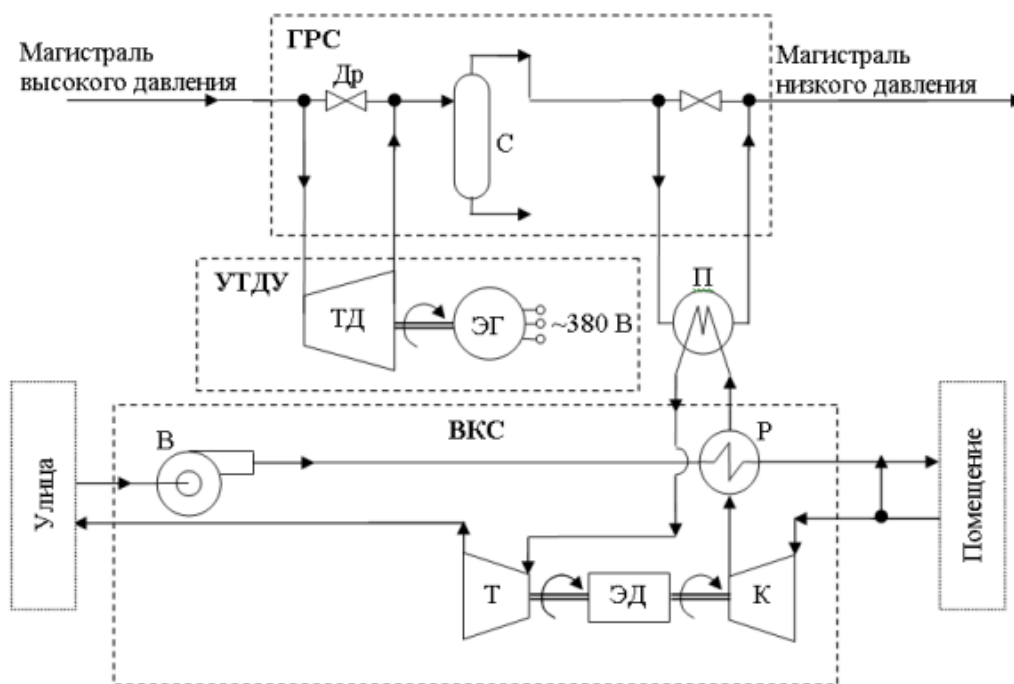 ГРС
Магистраль
высокого давления
Др
Магистраль
низкого давления
С
УТДУ
ТД
ЭГ
~380 В
П
ВКС
В
Р
Улица
Помещение
Т
ЭД
К